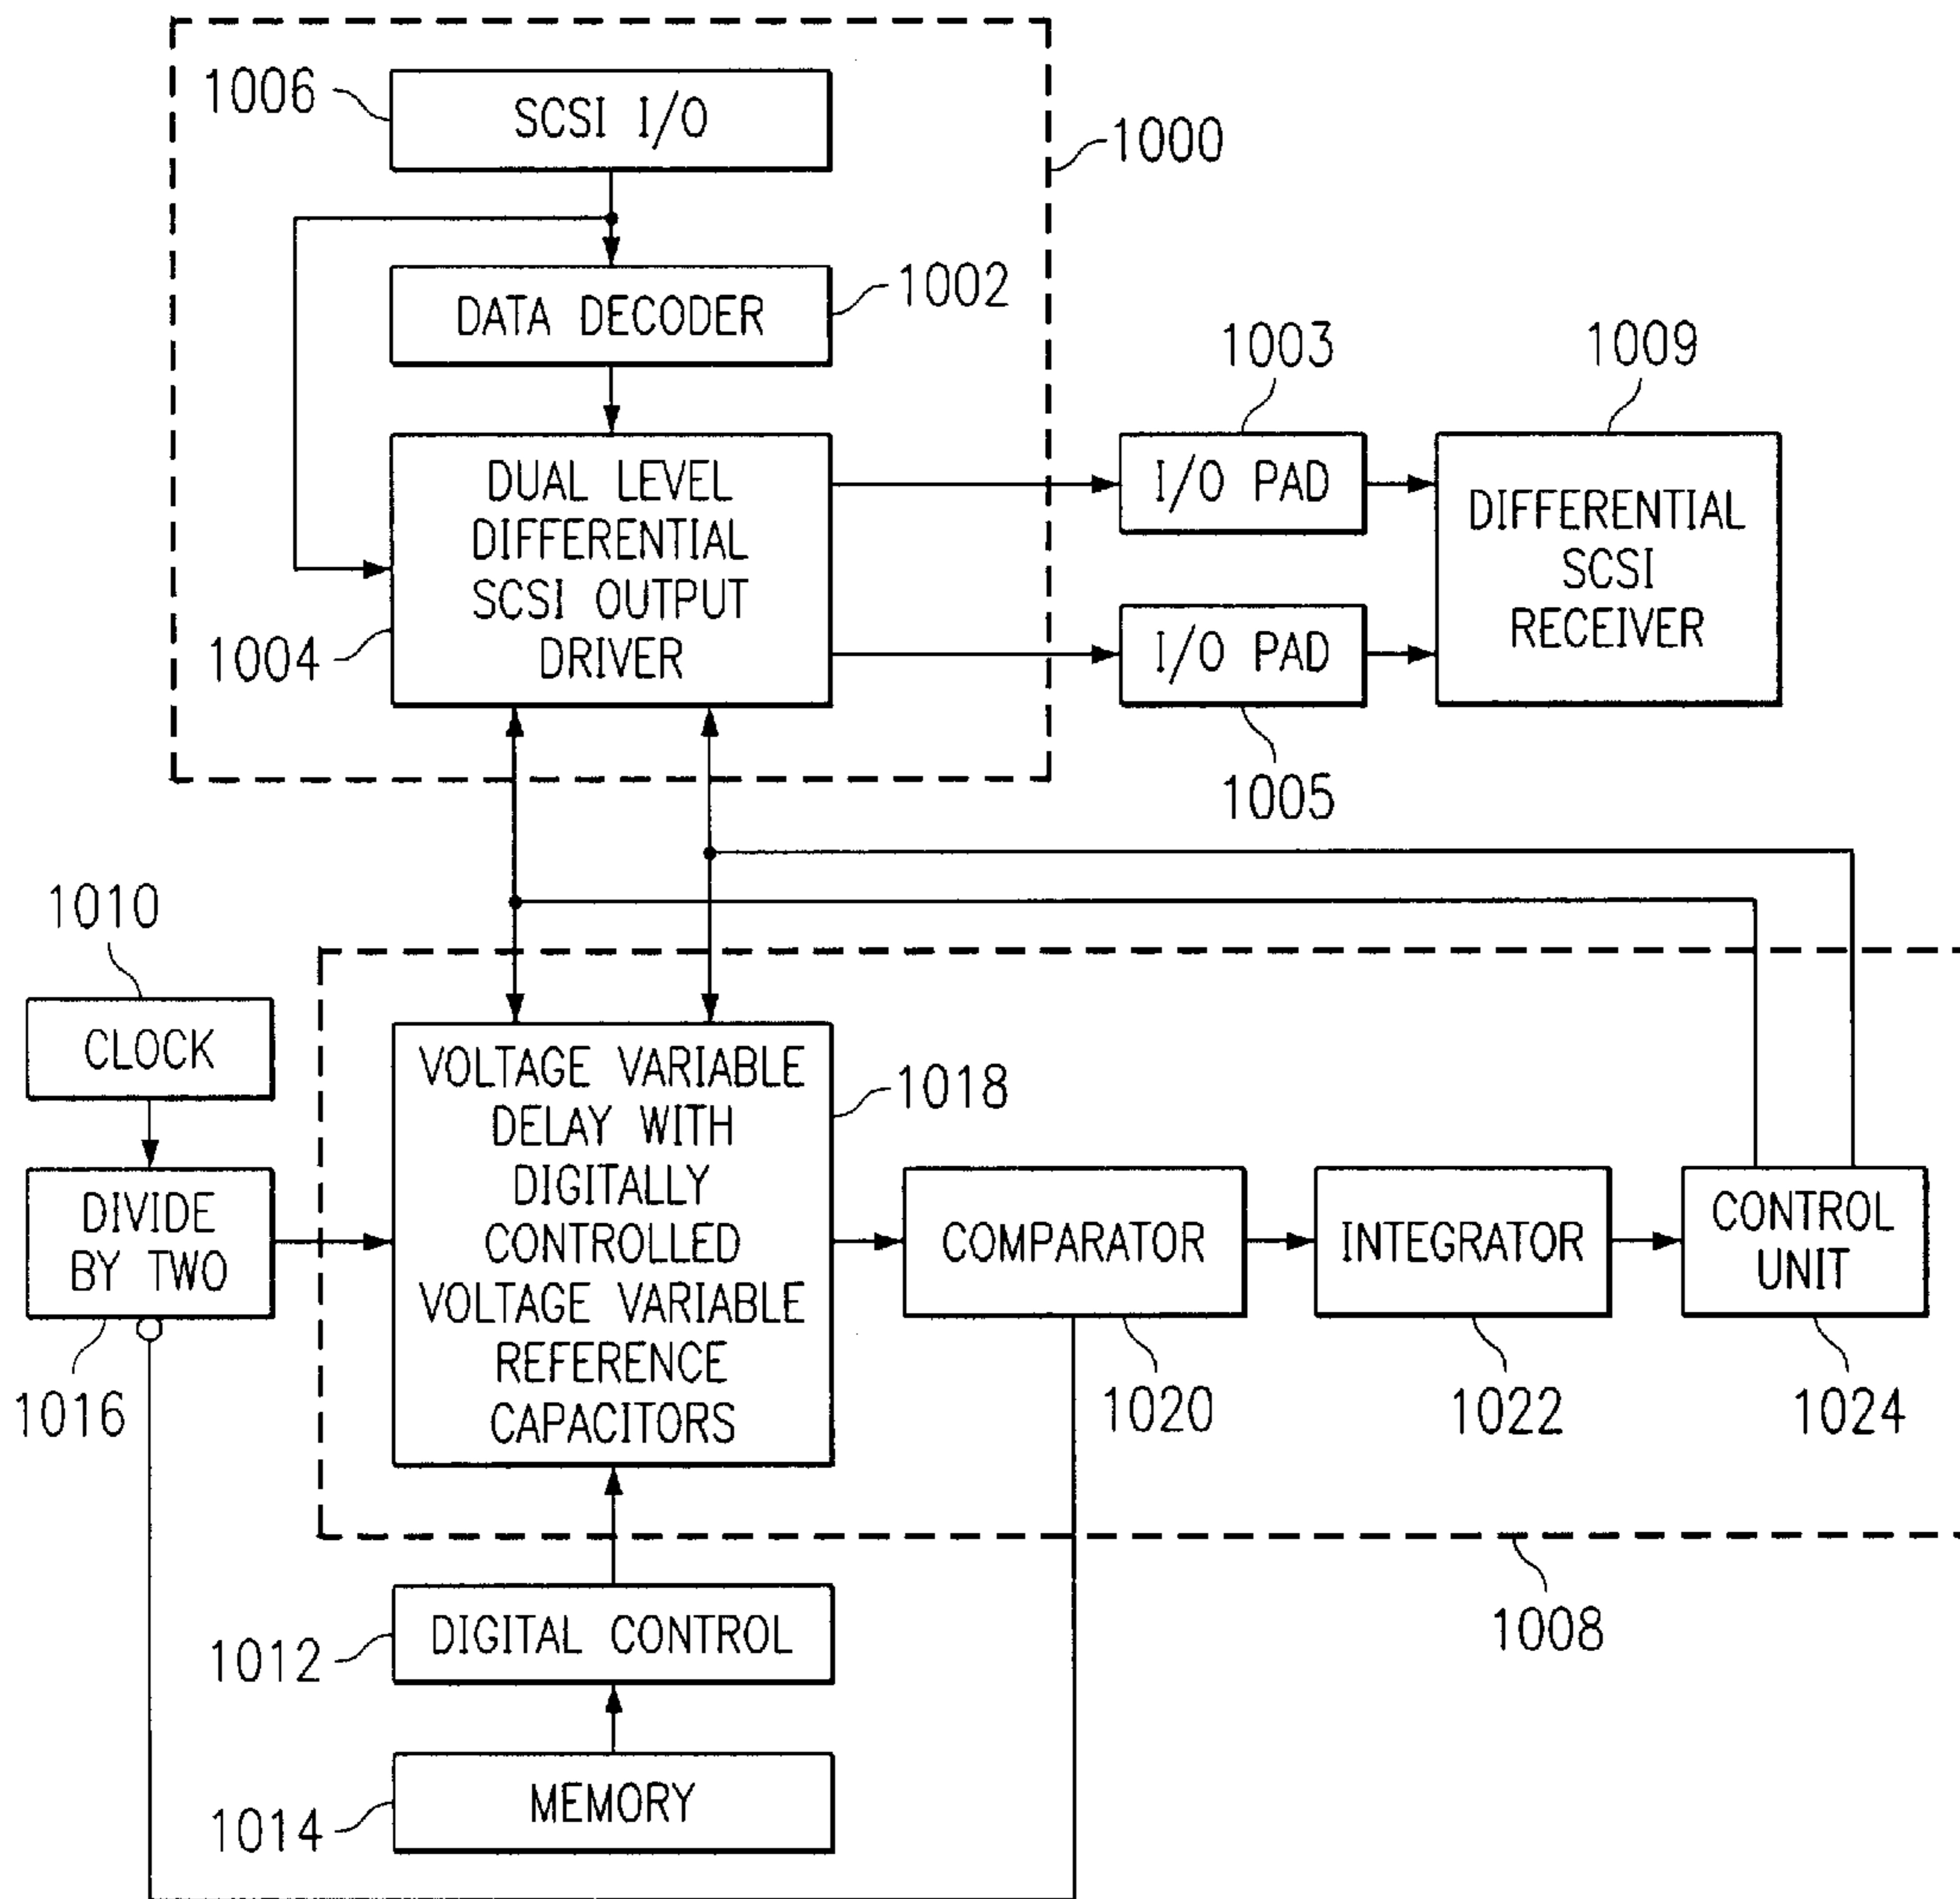 1006
SCSI I/O
1000
1002
DATA DECODER
1003
1009
DUAL LEVEL
DIFFERENTIAL
SCSI OUTPUT
DRIVER
1004
I/O PAD
I/O PAD
1005
DIFFERENTIAL
SCSI
RECEIVER
1010
CLOCK
DIVIDE
BY TWO
1016
VOLTAGE VARIABLE
DELAY WITH
DIGITALLY
CONTROLLED
VOLTAGE VARIABLE
REFERENCE
CAPACITORS
1018
COMPARATOR
1020
INTEGRATOR
1022
CONTROL
UNIT
1024
1008
1012
DIGITAL CONTROL
1014
MEMORY